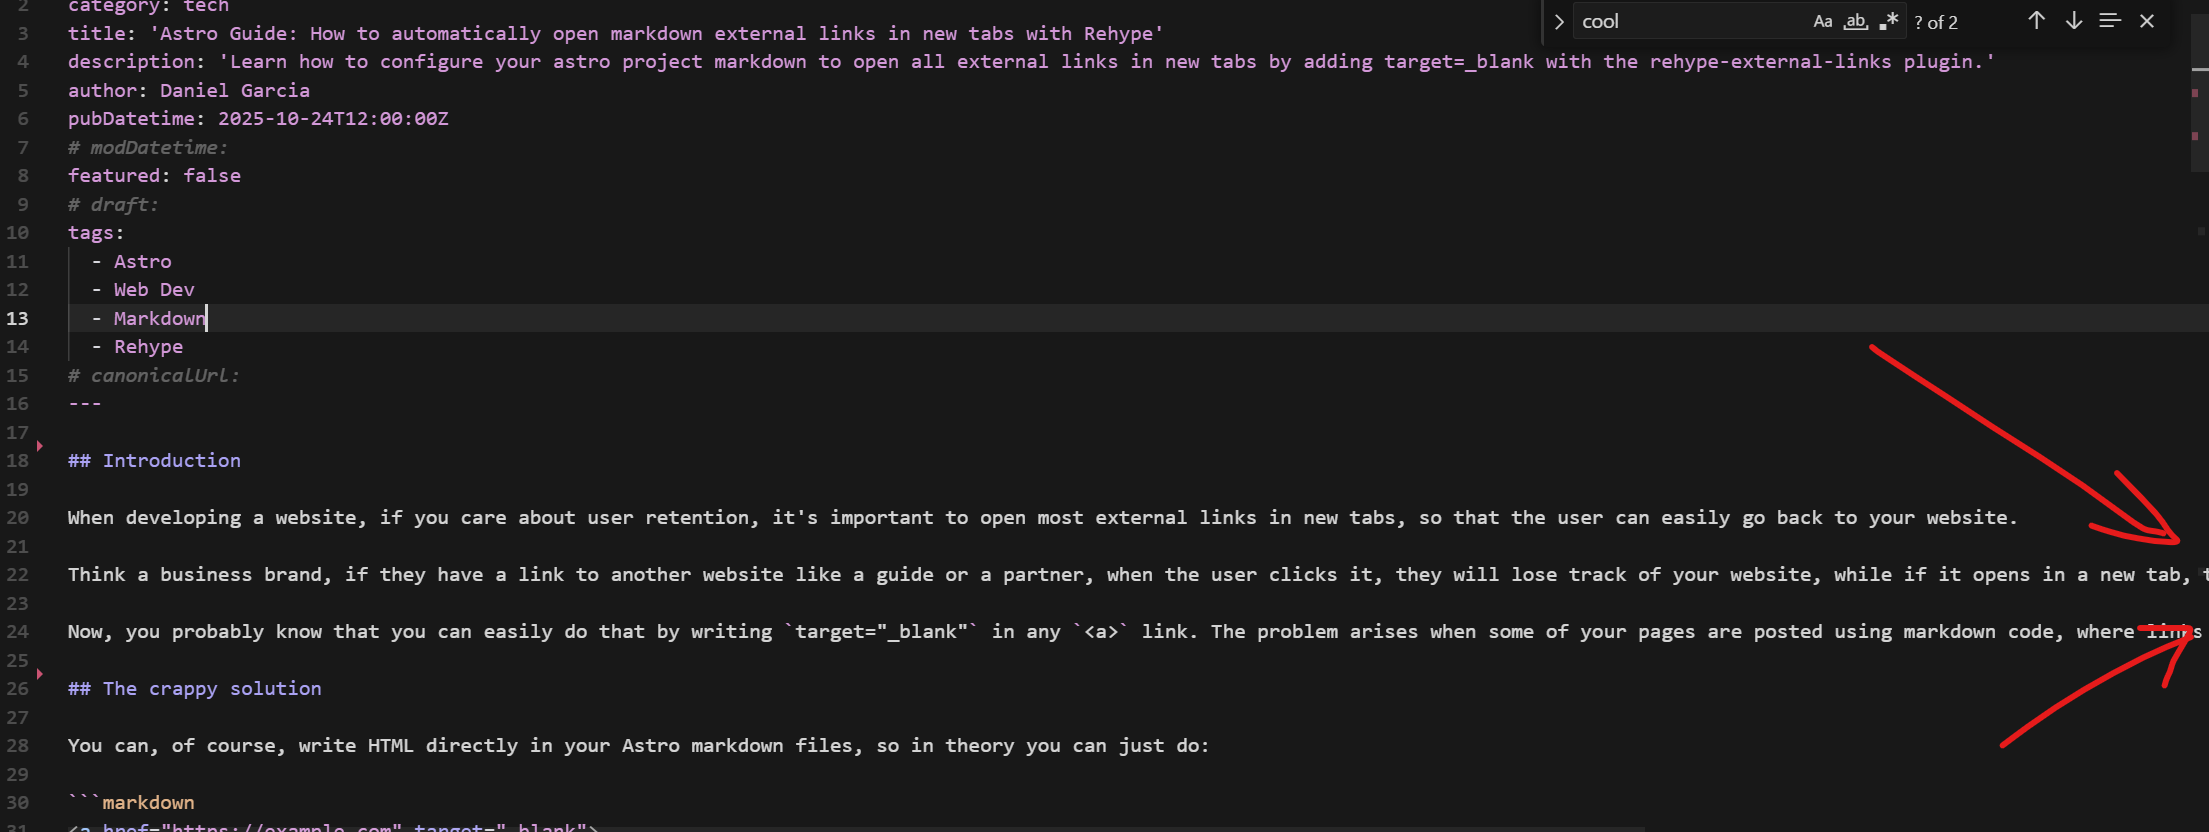 cool
Aa ab, .* ? of 2
2 category: tech
3 title: 'Astro Guide: How to automatically open markdown external links in new tabs with Rehype'
4 description: 'Learn how to configure your astro project markdown to open all external links in new tabs by adding target=_blank with the rehype-external-links plugin.'
5 author: Daniel Garcia
6 pubDatetime: 2025-10-24T12:00:00Z
7 # modDatetime:
8 featured: false
9 # draft:
10 tags:
11 - Astro
12 - Web Dev
13 - Markdown
14 - Rehype
15 # canonicalUrl:
16 ---
17
18 ## Introduction
19
20 When developing a website, if you care about user retention, it's important to open most external links in new tabs, so that the user can easily go back to your website.
21
22 Think a business brand, if they have a link to another website like a guide or a partner, when the user clicks it, they will lose track of your website, while if it opens in a new tab, t
23
24 Now, you probably know that you can easily do that by writing `target="_blank"` in any `<a>` link. The problem arises when some of your pages are posted using markdown code, where links
25
26 ## The crappy solution
27
28 You can, of course, write HTML directly in your Astro markdown files, so in theory you can just do:
29
30 ```markdown
31 <a href="https://example.com" target="_blank">